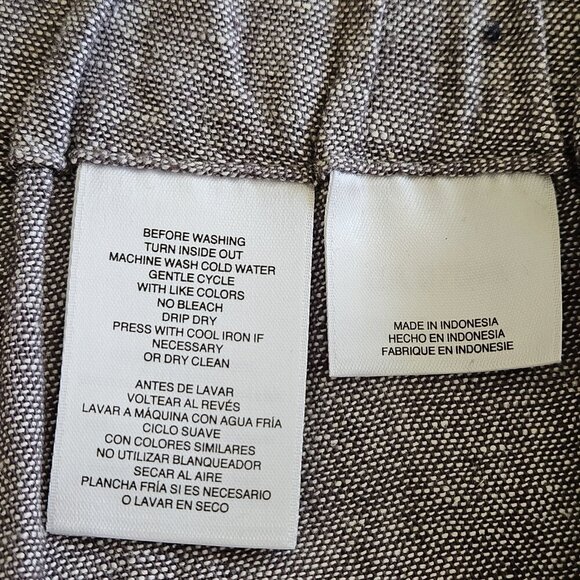 BEFORE WASHING
TURN INSIDE OUT
MACHINE WASH COLD WATER
GENTLE CYCLE
WITH LIKE COLORS
NO BLEACH
DRIP DRY
PRESS WITH COOL IRON IF
NECESSARY
OR DRY CLEAN
ANTES DE LAVAR
VOLTEAR AL REVÉS
LAVAR A MÁQUINA CON AGUA FRÍA
CICLO SUAVE
CON COLORES SIMILARES
NO UTILIZAR BLANQUEADOR
SECAR AL AIRE
PLANCHA FRÍA SI ES NECESARIO
O LAVAR EN SECO
MADE IN INDONESIA
HECHO EN INDONESIA
FABRIQUE EN INDONESIE